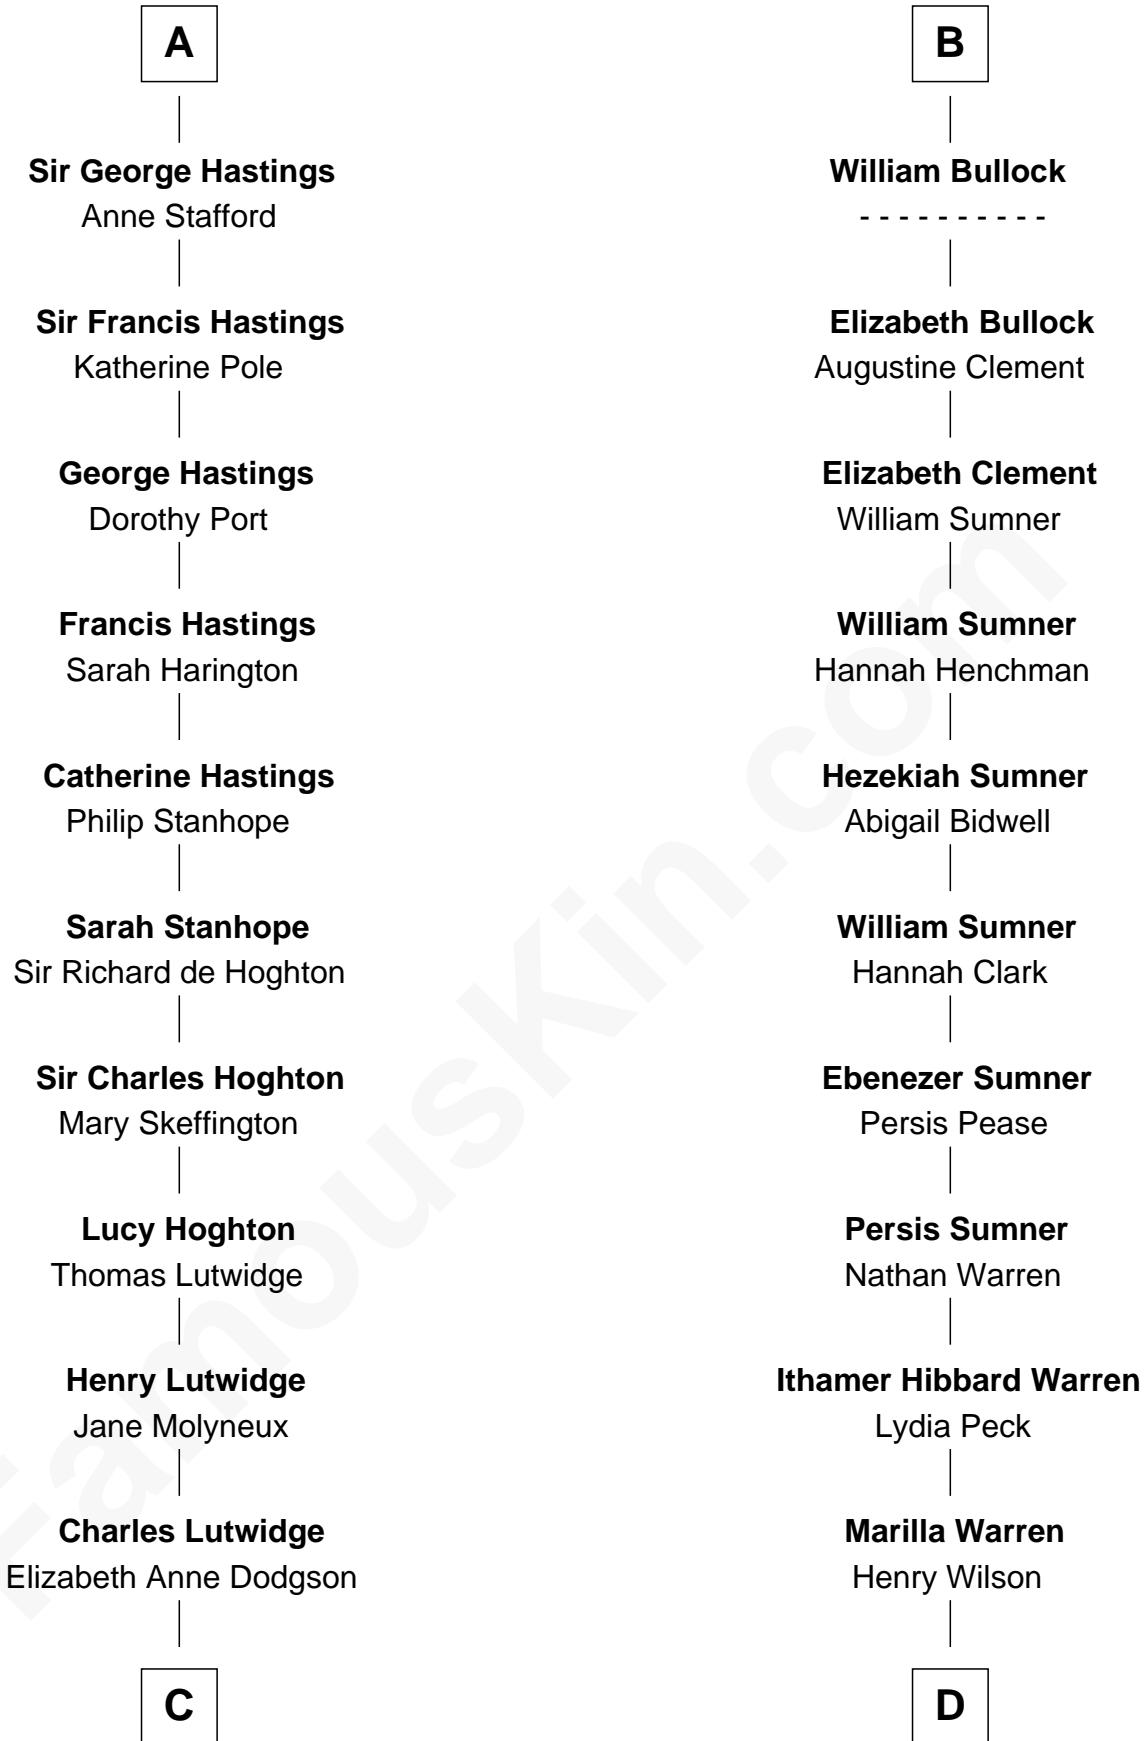 A
Sir George Hastings
Anne Stafford
Sir Francis Hastings
Katherine Pole
George Hastings
Dorothy Port
Francis Hastings
Sarah Harington
Catherine Hastings
Philip Stanhope
Sarah Stanhope
Sir Richard de Hoghton
Sir Charles Hoghton
Mary Skeffington
Lucy Hoghton
Thomas Lutwidge
Henry Lutwidge
Jane Molyneux
Charles Lutwidge
Elizabeth Anne Dodgson
C
B
William Bullock
- - - - - - - - - -
Elizabeth Bullock
Augustine Clement
Elizabeth Clement
William Sumner
William Sumner
Hannah Henchman
Hezekiah Sumner
Abigail Bidwell
William Sumner
Hannah Clark
Ebenezer Sumner
Persis Pease
Persis Sumner
Nathan Warren
Ithamer Hibbard Warren
Lydia Peck
Marilla Warren
Henry Wilson
D
FamousKin.com